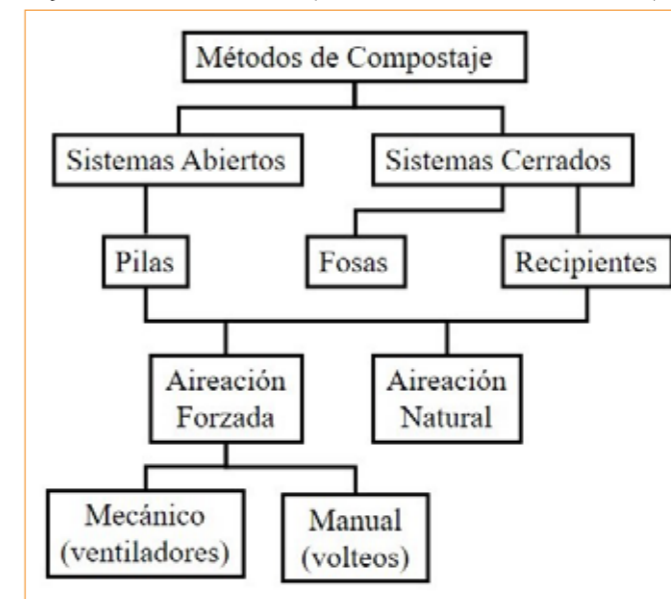 Métodos de Compostaje
Sistemas Abiertos
Sistemas Cerrados
Pilas
Fosas
Recipientes
Aireación
Forzada
Aireación
Natural
Mecánico
(ventiladores)
Manual
(volteos)